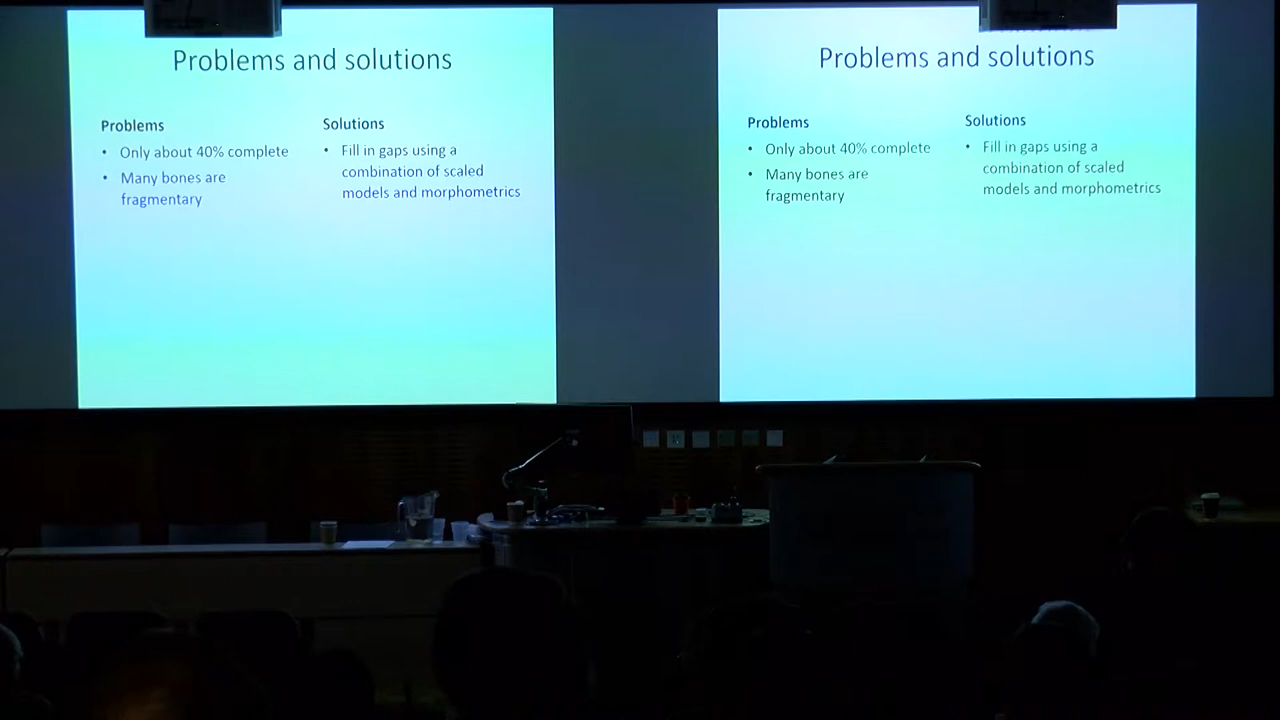 Problems and solutions
Problems
• Only about 40% complete
• Many bones are
fragmentary
Solutions
• Fill in gaps using a
combination of scaled
models and morphometrics
Problems and solutions
Problems
• Only about 40% complete
• Many bones are
fragmentary
Solutions
• Fill in gaps using a
combination of scaled
models and morphometrics